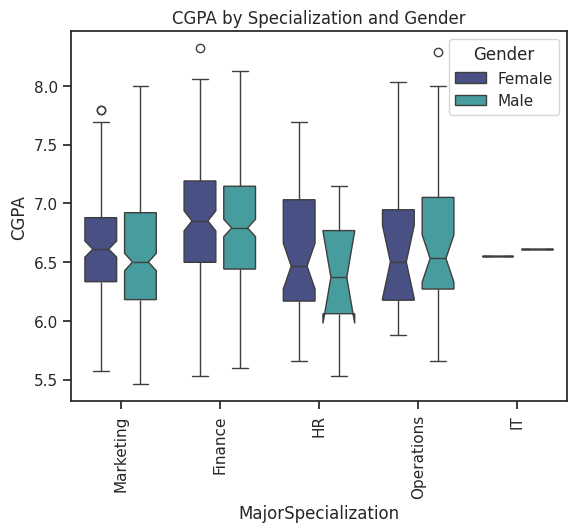 CGPA by Specialization and Gender
Gender
Female
Male
8.0
7.5
7.0
6.5
6.0
5.5
CGPA
Marketing
Finance
HR
Operations
IT
MajorSpecialization